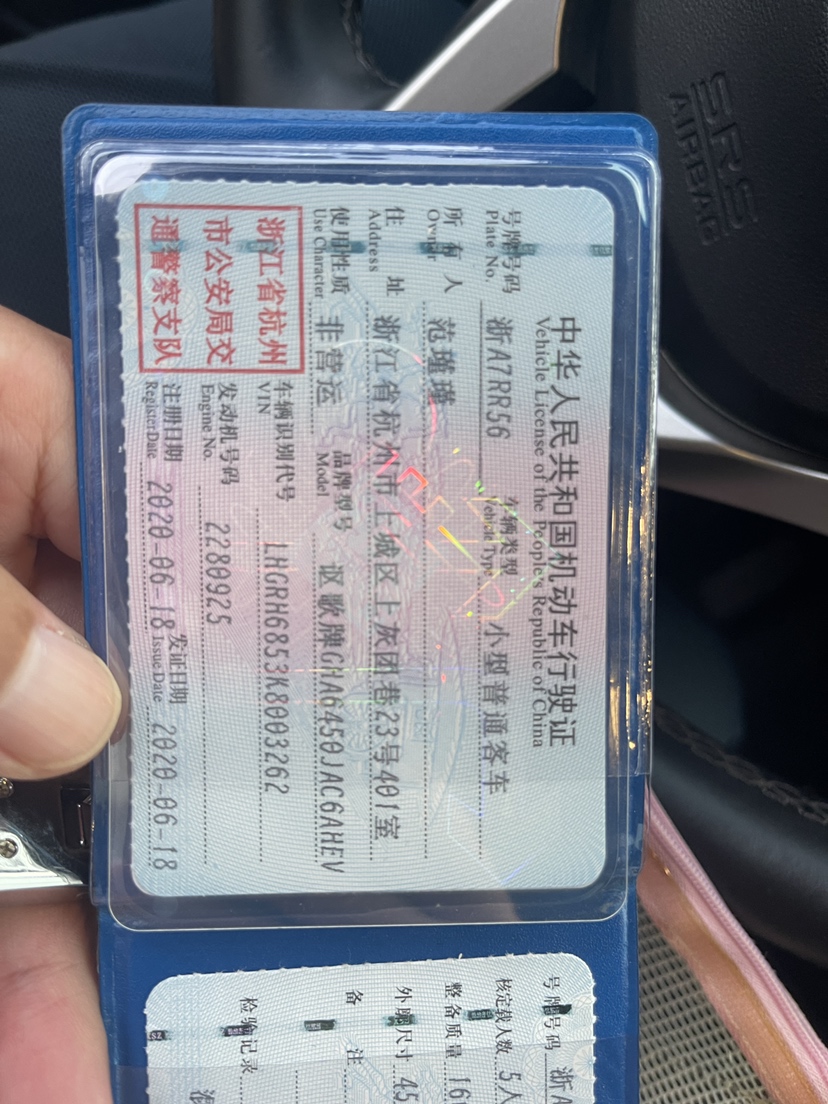 中华人民共和国机动车行驶证
Vehicle License of the People's Republic of China
号牌号码 浙A7RR56 车辆类型 小型普通客车
Plate No. Vehicle Type
所有人 范
Owner
住址 浙江省杭州市上城区上灰团巷23号401室
Address
使用性质 非营运 品牌型号 讴歌牌GHA6450JAC6AHEV
Use Character Model
浙江省杭州
市公安局交
通警察支队
车辆识别代号 LHGRH6853K8003262
VIN
发动机号码 2280925
Engine No.
注册日期 2020-06-18 发证日期 2020-06-18
Register Date Issue Date
号牌号码 浙A
核定载人数 5人
整备质量 16
外廓尺寸 45
备注
检验记录
SRS
AIRBAG